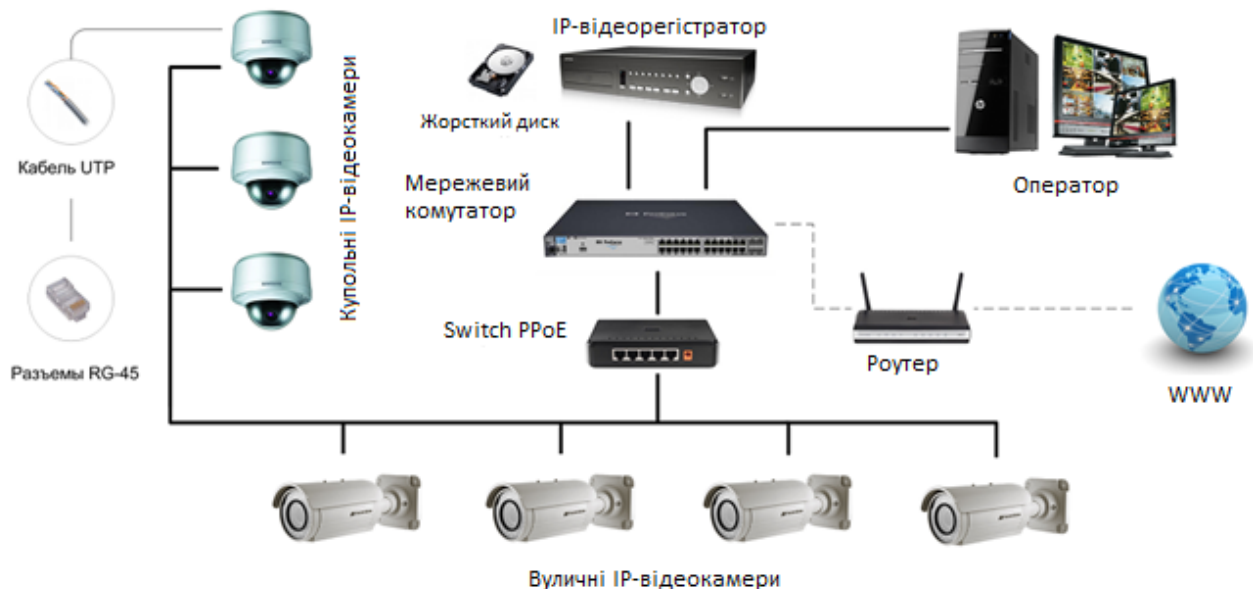 IP-відеорегістратор
Жорсткий диск
Кабель UTP
Купольні IP-відеокамери
Мережевий
комутатор
Оператор
Switch PPoE
Разъемы RG-45
Роутер
WWW
Вуличні IP-відеокамери